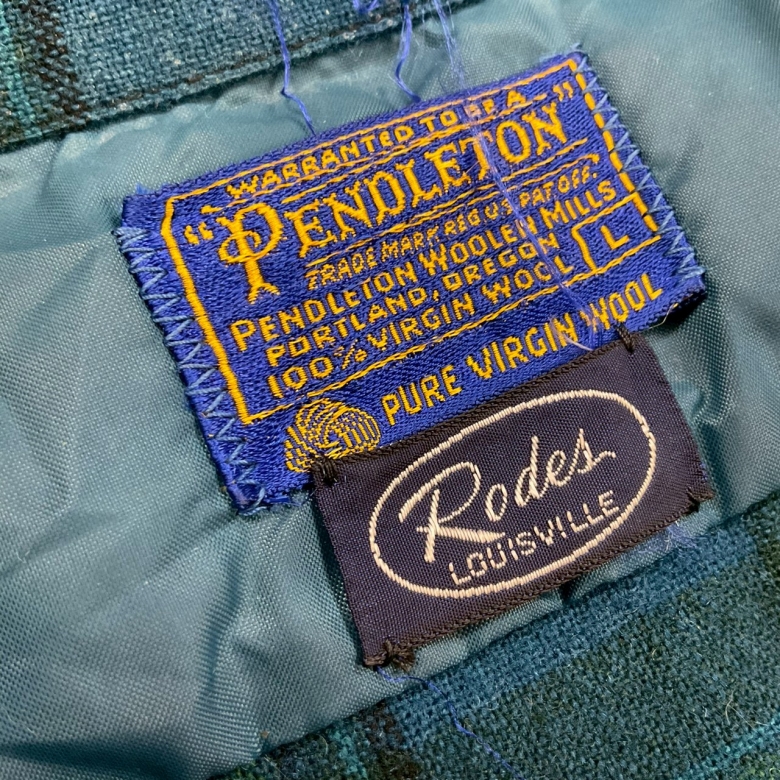 WARRANTED TO BE A
"PENDLETON"
TRADE MARK REG U.S. PAT OFF.
PENDLETON WOOLEN MILLS
PORTLAND, OREGON
100% VIRGIN WOOL
L
PURE VIRGIN WOOL
Rodes
LOUISVILLE